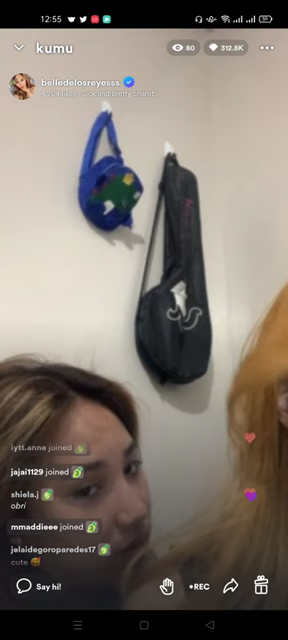 12:55
kumu
80
312.8K
belledelosreyesss
Sick and pretty charot
iytt.anne joined
jajai1129 joined
shiela.j
obri
mmaddieee joined
jelaidegoroparedes17
cute
Say hi!
•REC